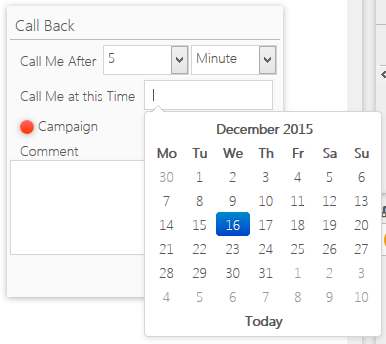 Call Back
Call Me After 5 Minute
Call Me at this Time
Campaign
Comment
December 2015
Mo Tu We Th Fr Sa Su
30 1 2 3 4 5 6
7 8 9 10 11 12 13
14 15 16 17 18 19 20
21 22 23 24 25 26 27
28 29 30 31 1 2 3
4 5 6 7 8 9 10
Today